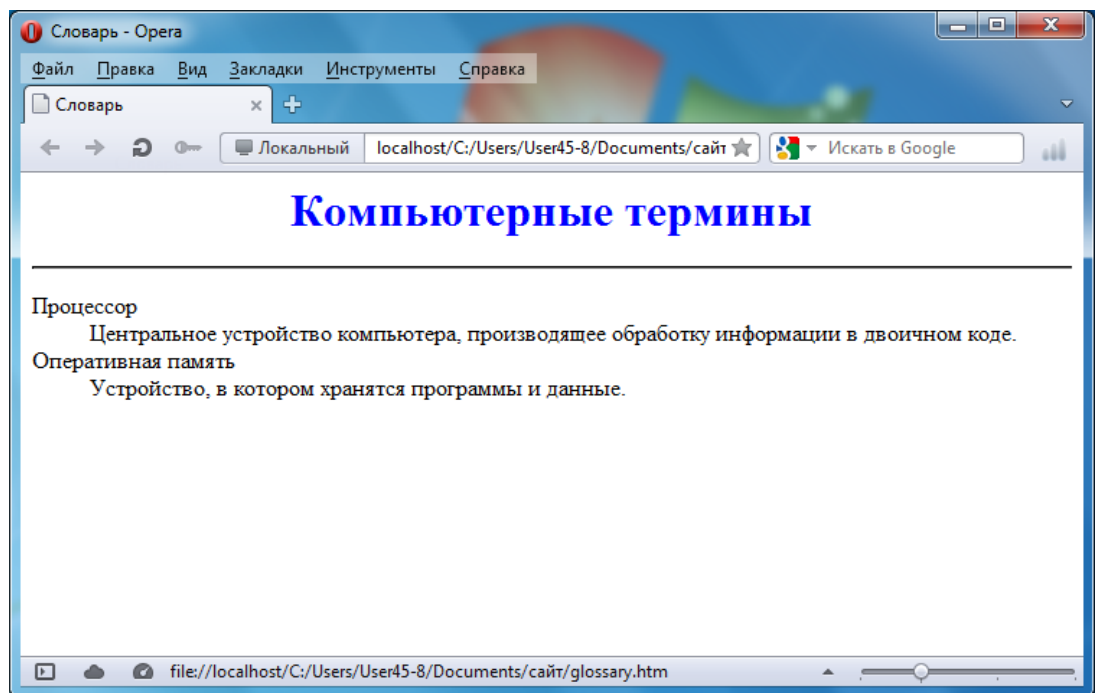 Словарь - Opera
Файл Правка Вид Закладки Инструменты Справка
Словарь
Локальный localhost/C:/Users/User45-8/Documents/сайт Искать в Google
Компьютерные термины
Процессор
Центральное устройство компьютера, производящее обработку информации в двоичном коде.
Оперативная память
Устройство, в котором хранятся программы и данные.
file://localhost/C:/Users/User45-8/Documents/сайт/glossary.htm